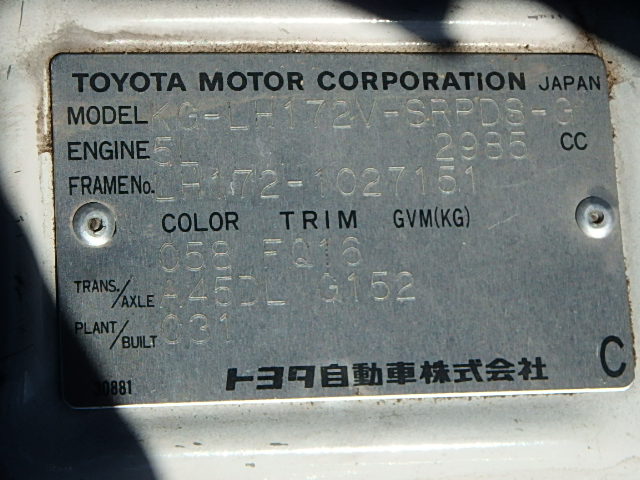 TOYOTA MOTOR CORPORATION JAPAN
MODEL KG-LH172V-SRPDS-G
ENGINE 5L 2985 CC
FRAME No. LH172-1027151
COLOR TRIM GVM(KG)
058 FQ16
TRANS./AXLE A45DL G152
PLANT/BUILT 031
トヨタ自動車株式会社 C
30881